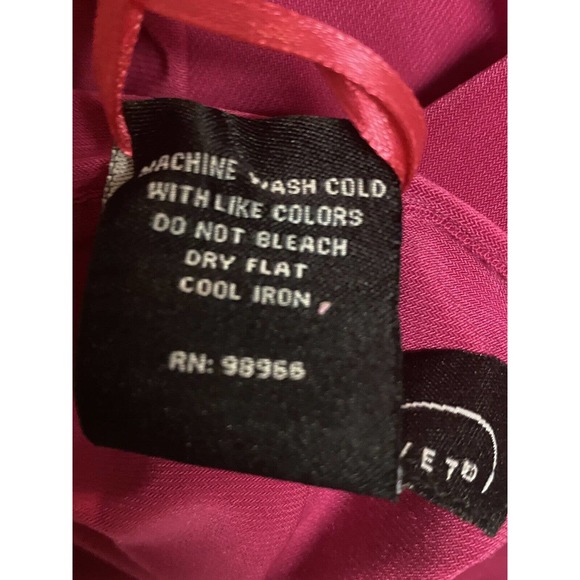 MACHINE WASH COLD
WITH LIKE COLORS
DO NOT BLEACH
DRY FLAT
COOL IRON
RN: 98966